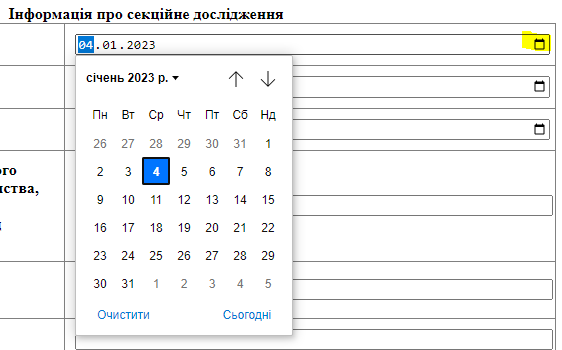 Інформація про секційне дослідження
04.01.2023
січень 2023 р.
Пн Вт Ср Чт Пт Сб Нд
26 27 28 29 30 31 1
2 3 4 5 6 7 8
9 10 11 12 13 14 15
16 17 18 19 20 21 22
23 24 25 26 27 28 29
30 31 1 2 3 4 5
Очистити Сьогодні